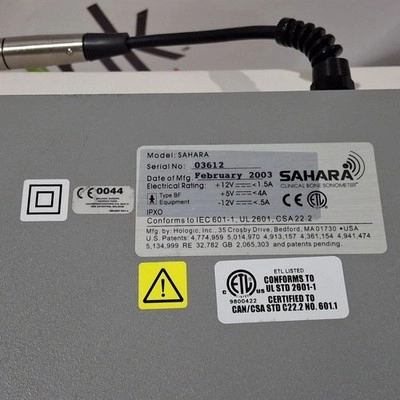 Model: SAHARA
Serial No: 03612
Date of Mfg. February 2003
Electrical Rating: +12V 1.5A
Type BF +5V <4A
Equipment -12V <.5A
IPXO
Conforms to IEC 601-1, UL 2601, CSA 22.2
Mfg. by: Hologic, Inc. 35 Crosby Drive, Bedford, MA 01730 •USA
U.S. Patents: 4,774,959 5,014,970 4,913,157 4,361,154 4,941,474
5,134,999 RE 32,782 GB 2,065,303 and patents pending.
SAHARA
CLINICAL BONE SONOMETER
CE 0044
ETL LISTED
CONFORMS TO
UL STD 2601-1
CERTIFIED TO
CAN/CSA STD C22.2 NO. 601.1
ETL
c us
9800422